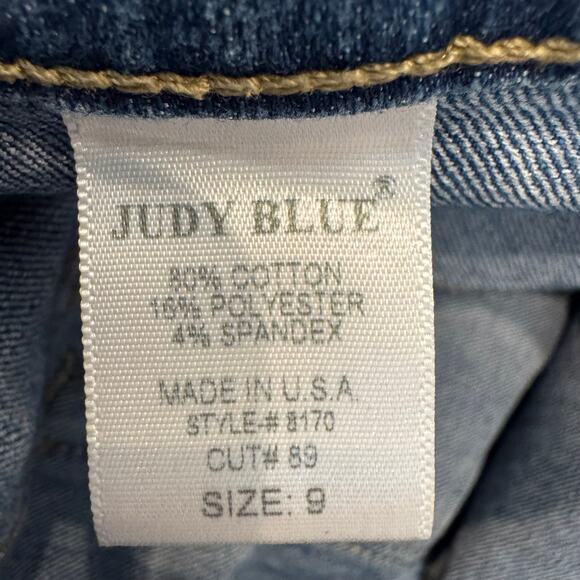 JUDY BLUE®
80% COTTON
16% POLYESTER
4% SPANDEX
MADE IN U.S.A.
STYLE-# 8170
CUT# 89
SIZE: 9